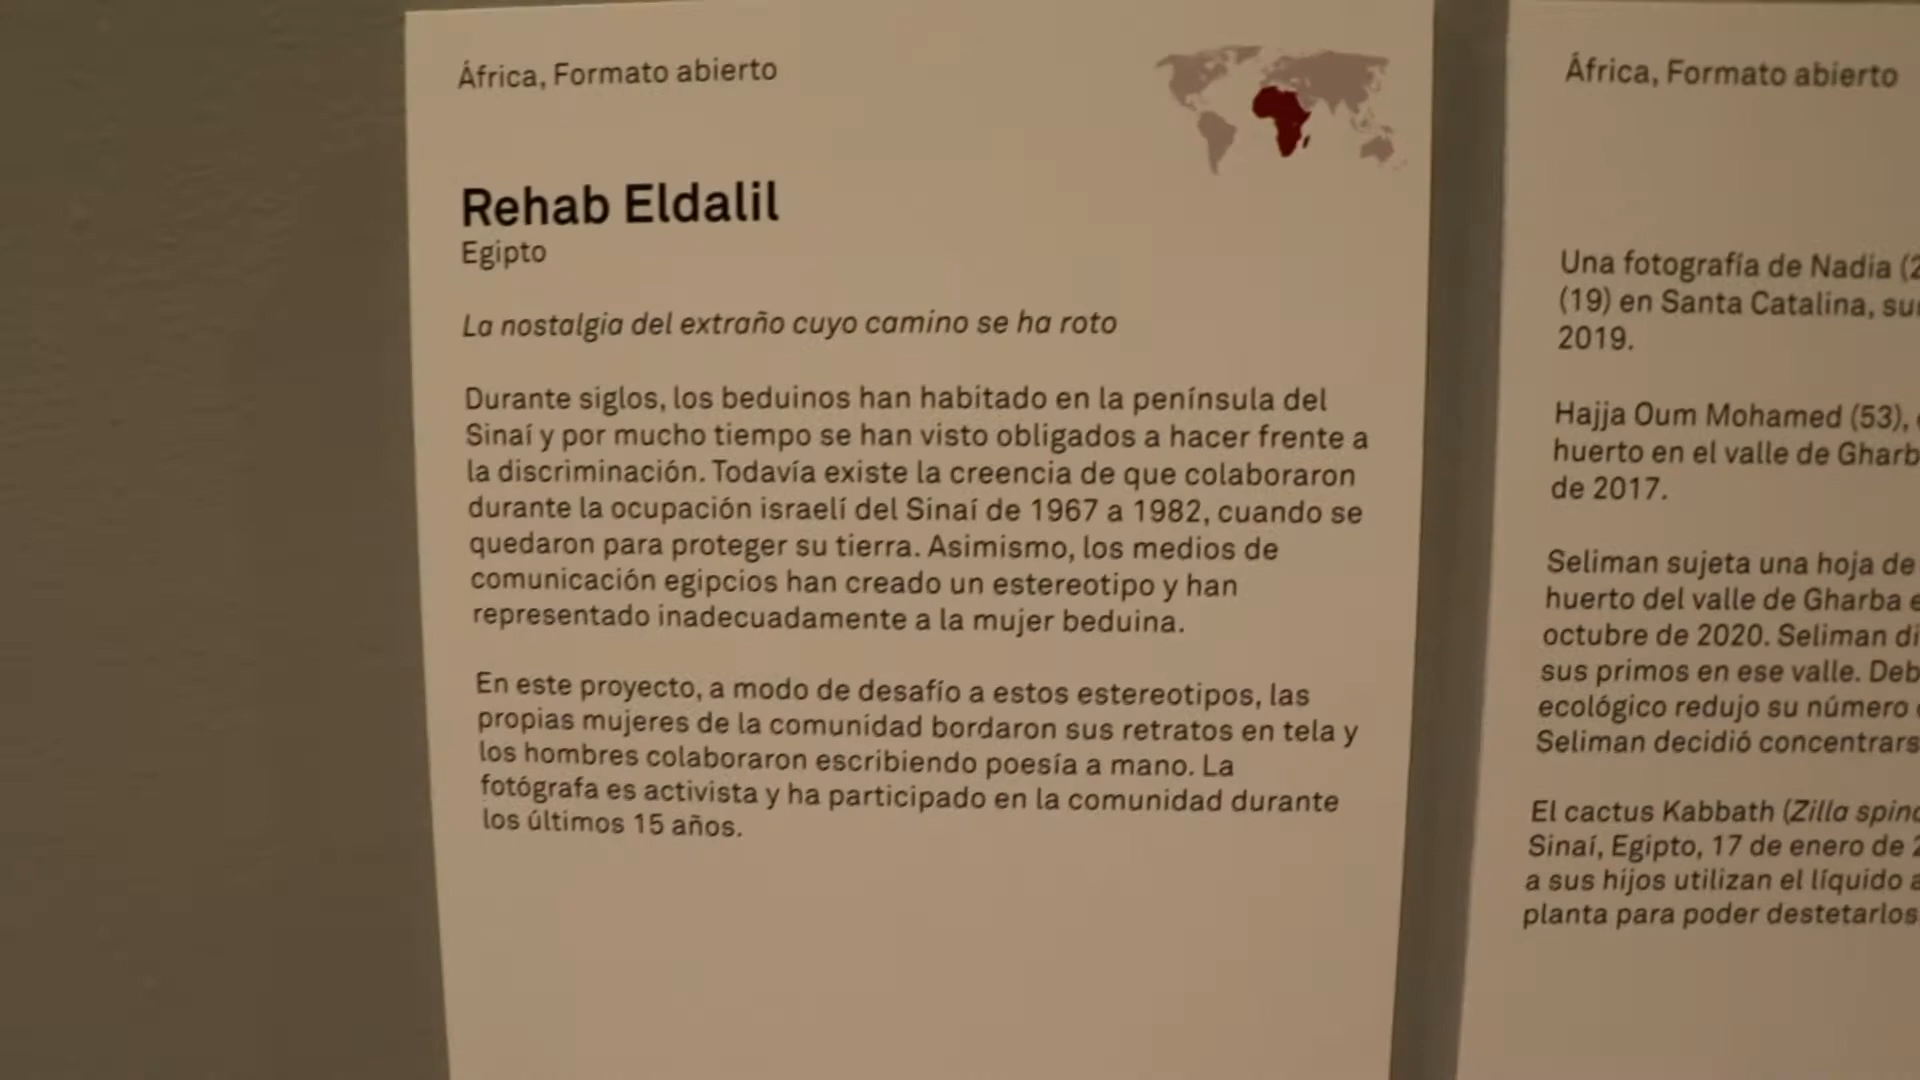 África, Formato abierto
Rehab Eldalil
Egipto
La nostalgia del extraño cuyo camino se ha roto
Durante siglos, los beduinos han habitado en la península del
Sinaí y por mucho tiempo se han visto obligados a hacer frente a
la discriminación. Todavía existe la creencia de que colaboraron
durante la ocupación israelí del Sinaí de 1967 a 1982, cuando se
quedaron para proteger su tierra. Asimismo, los medios de
comunicación egipcios han creado un estereotipo y han
representado inadecuadamente a la mujer beduina.
En este proyecto, a modo de desafío a estos estereotipos, las
propias mujeres de la comunidad bordaron sus retratos en tela y
los hombres colaboraron escribiendo poesía a mano. La
fotógrafa es activista y ha participado en la comunidad durante
los últimos 15 años.
África, Formato abierto
Una fotografía de Nadia
(19) en Santa Catalina,
2019.
Hajja Oum Mohamed (53),
huerto en el valle de
de 2017.
Seliman sujeta una hoja de
huerto del valle de Gharba
octubre de 2020. Seliman
sus primos en ese valle.
ecológico redujo su número
Seliman decidió
El cactus Kabbath (Zilla
Sinaí, Egipto, 17 de enero de
a sus hijos utilizan el líquido
planta para poder destetarlos